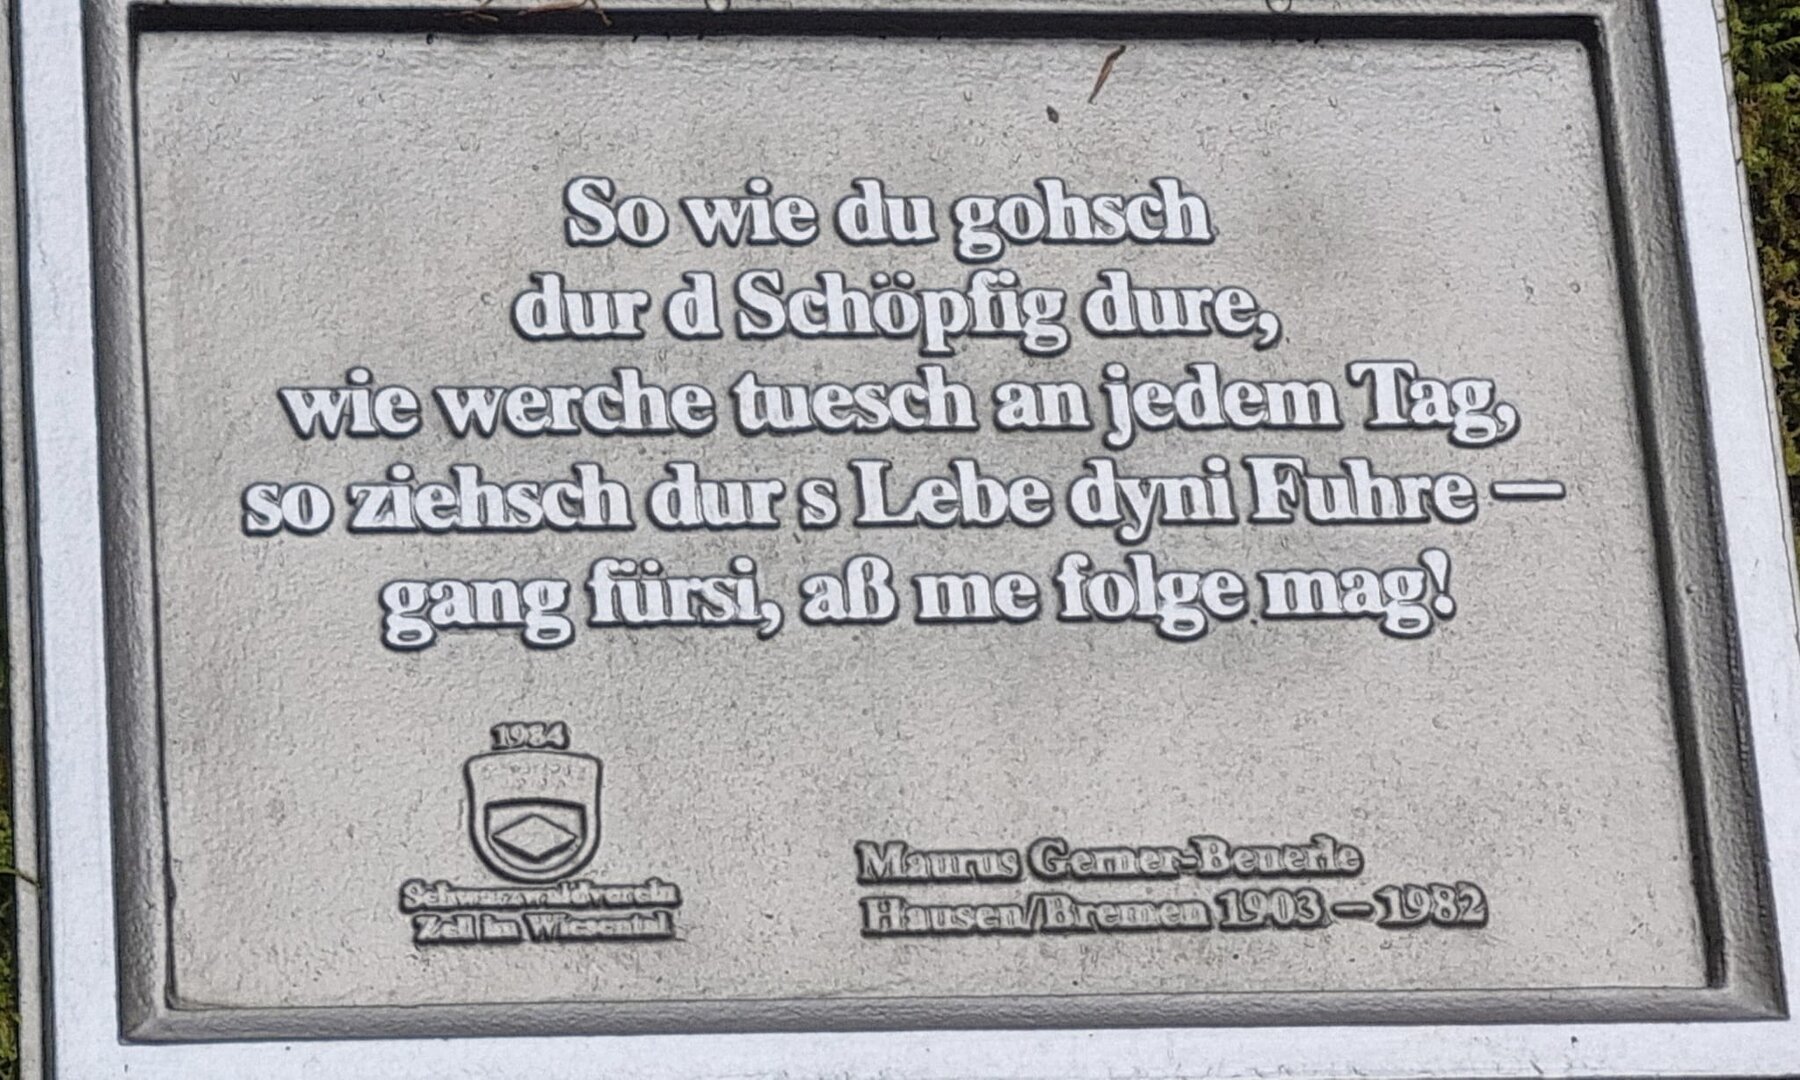 So wie du gohsch
dur d Schöpfig dure,
wie werche tuesch an jedem Tag,
so ziehsch dur s Lebe dyni Fuhre —
gang fürsi, aß me folge mag!
1984
Schwarzwaldverein
Zell im Wiesental
Maurus Gerner-Beuerle
Hausen/Bremen 1903 – 1982